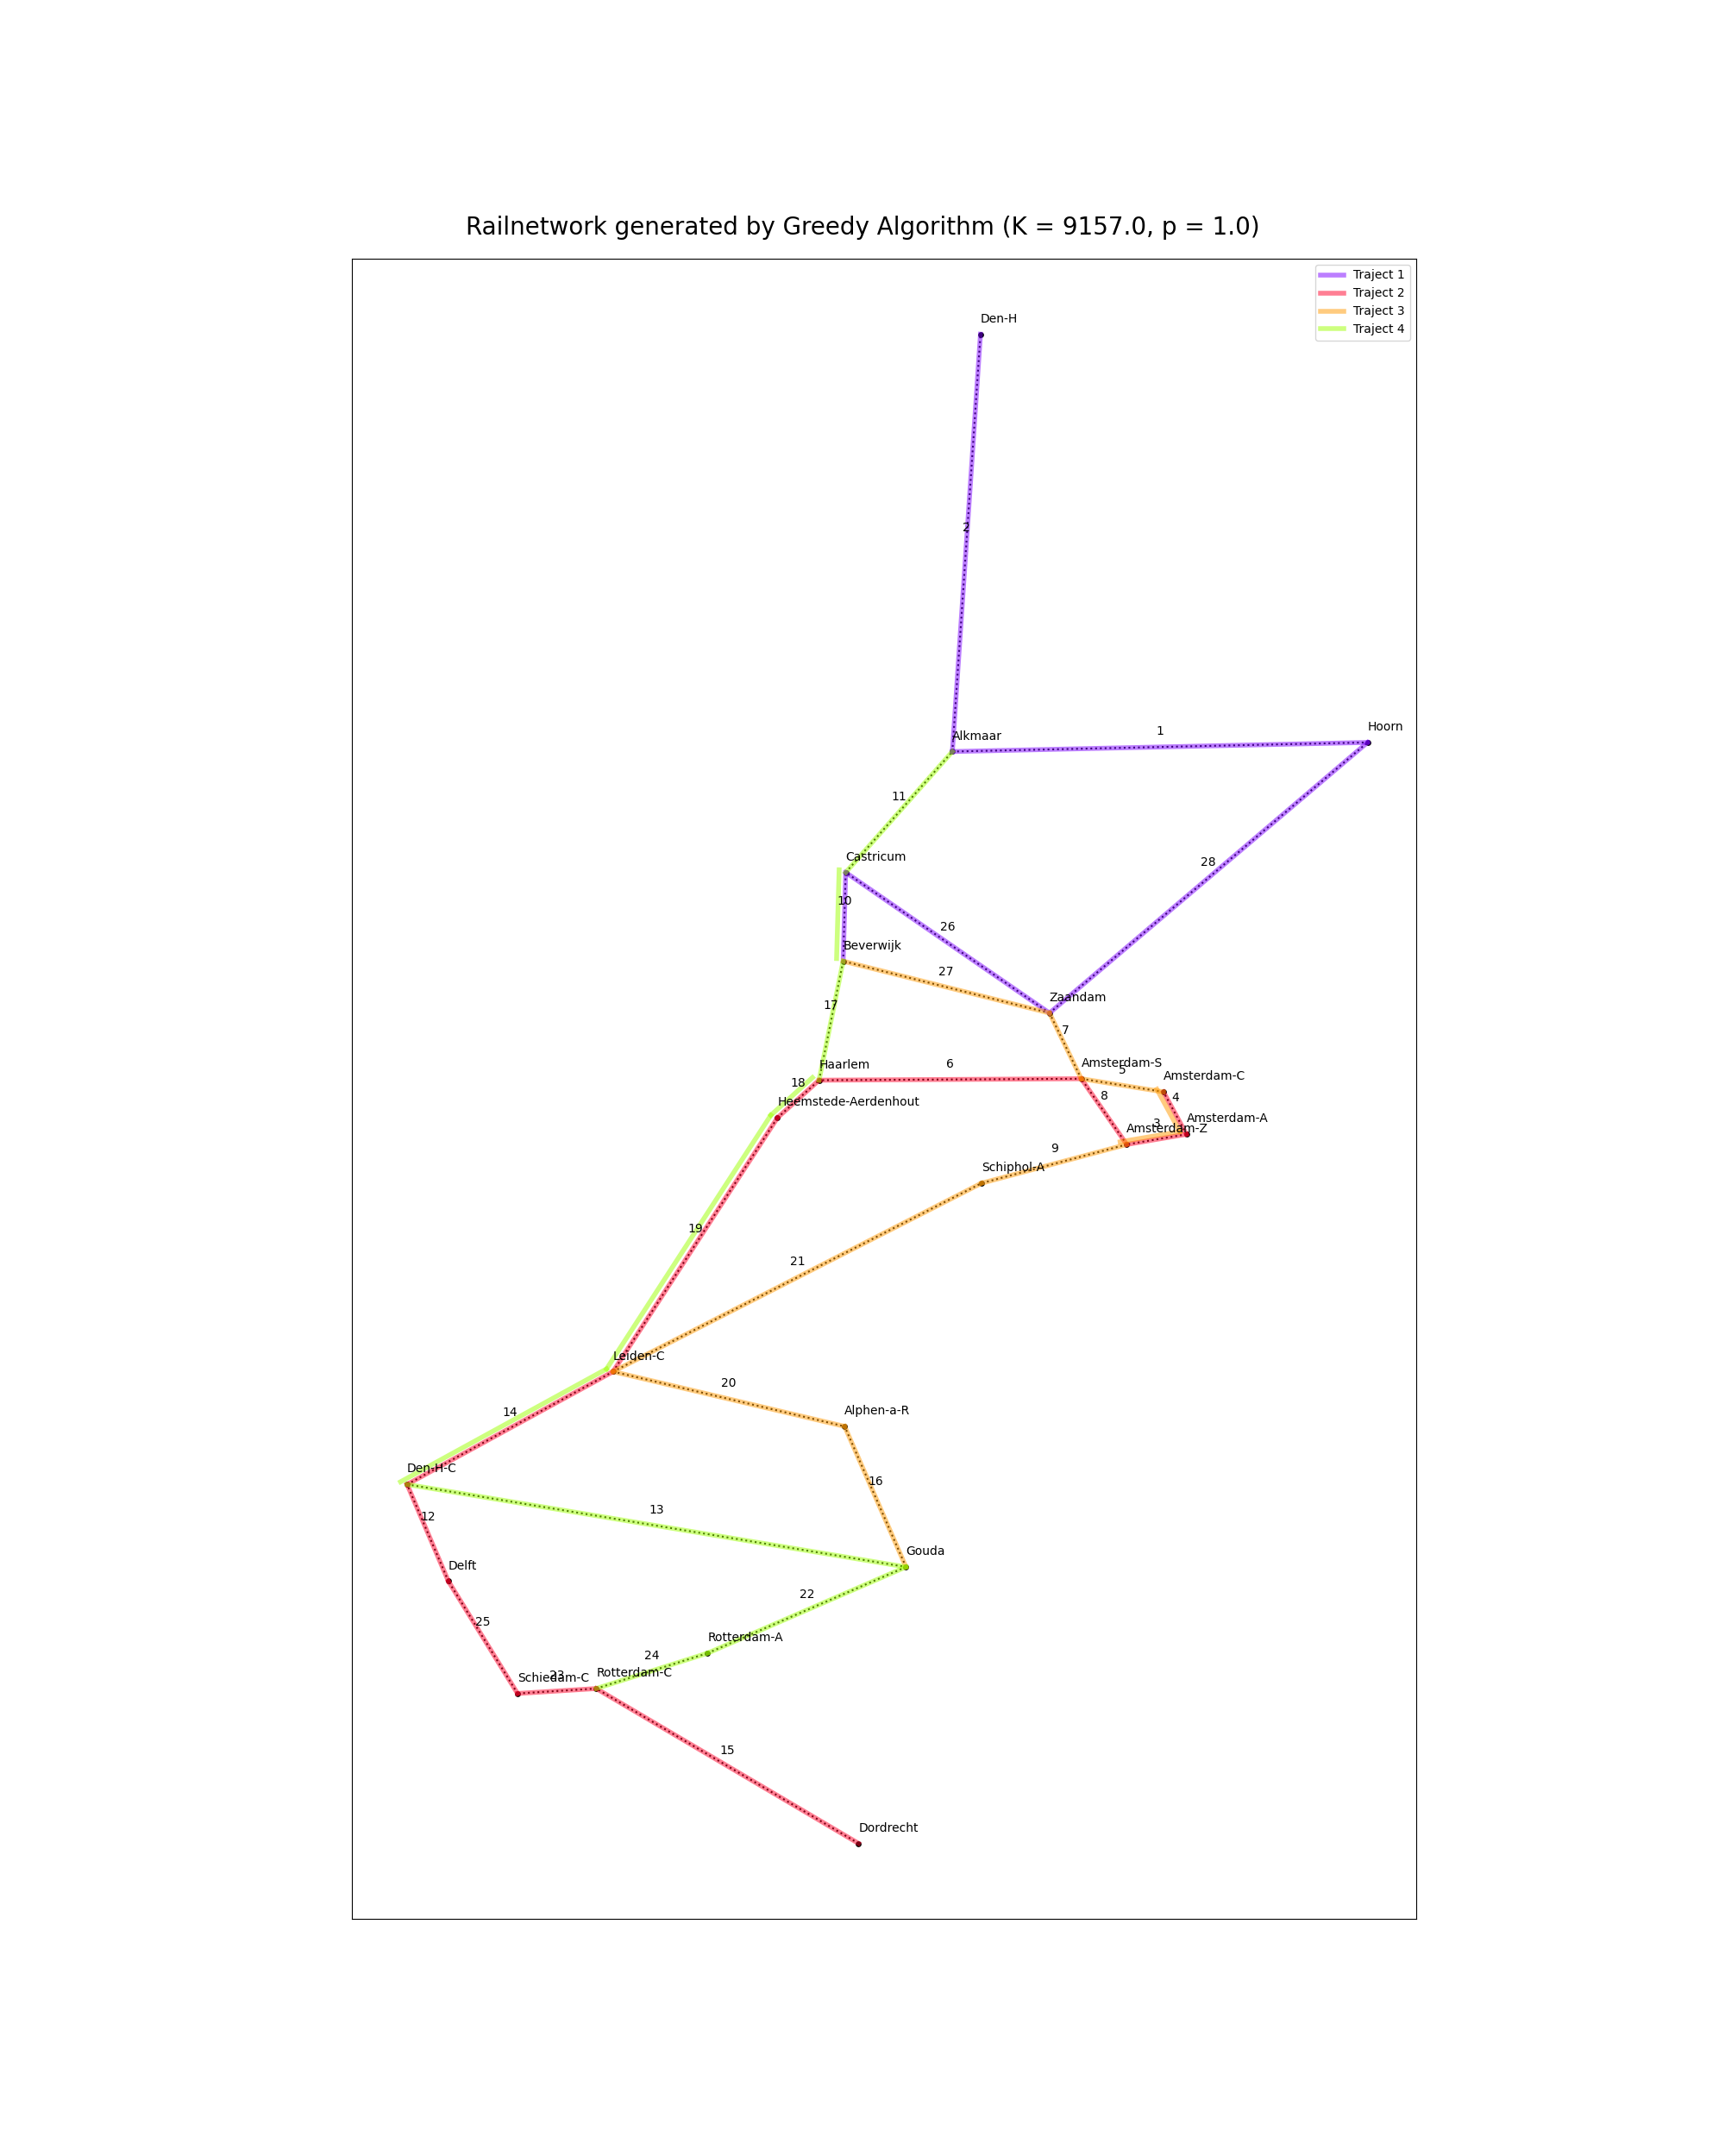 Railnetwork generated by Greedy Algorithm (K = 9157.0, p = 1.0)
Traject 1
Traject 2
Traject 3
Traject 4
Den-H
2
Hoorn
1
Alkmaar
11
Castricum
28
10
26
Beverwijk
27
Zaandam
17
7
Amsterdam-S
Haarlem
6
5
Amsterdam-C
18
8
4
Heemstede-Aerdenhout
Amsterdam-A
3
Amsterdam-Z
9
Schiphol-A
19
21
Leiden-C
20
14
Alphen-a-R
Den-H-C
16
13
12
Gouda
Delft
22
25
Rotterdam-A
24
Rotterdam-C
23
Schiedam-C
15
Dordrecht